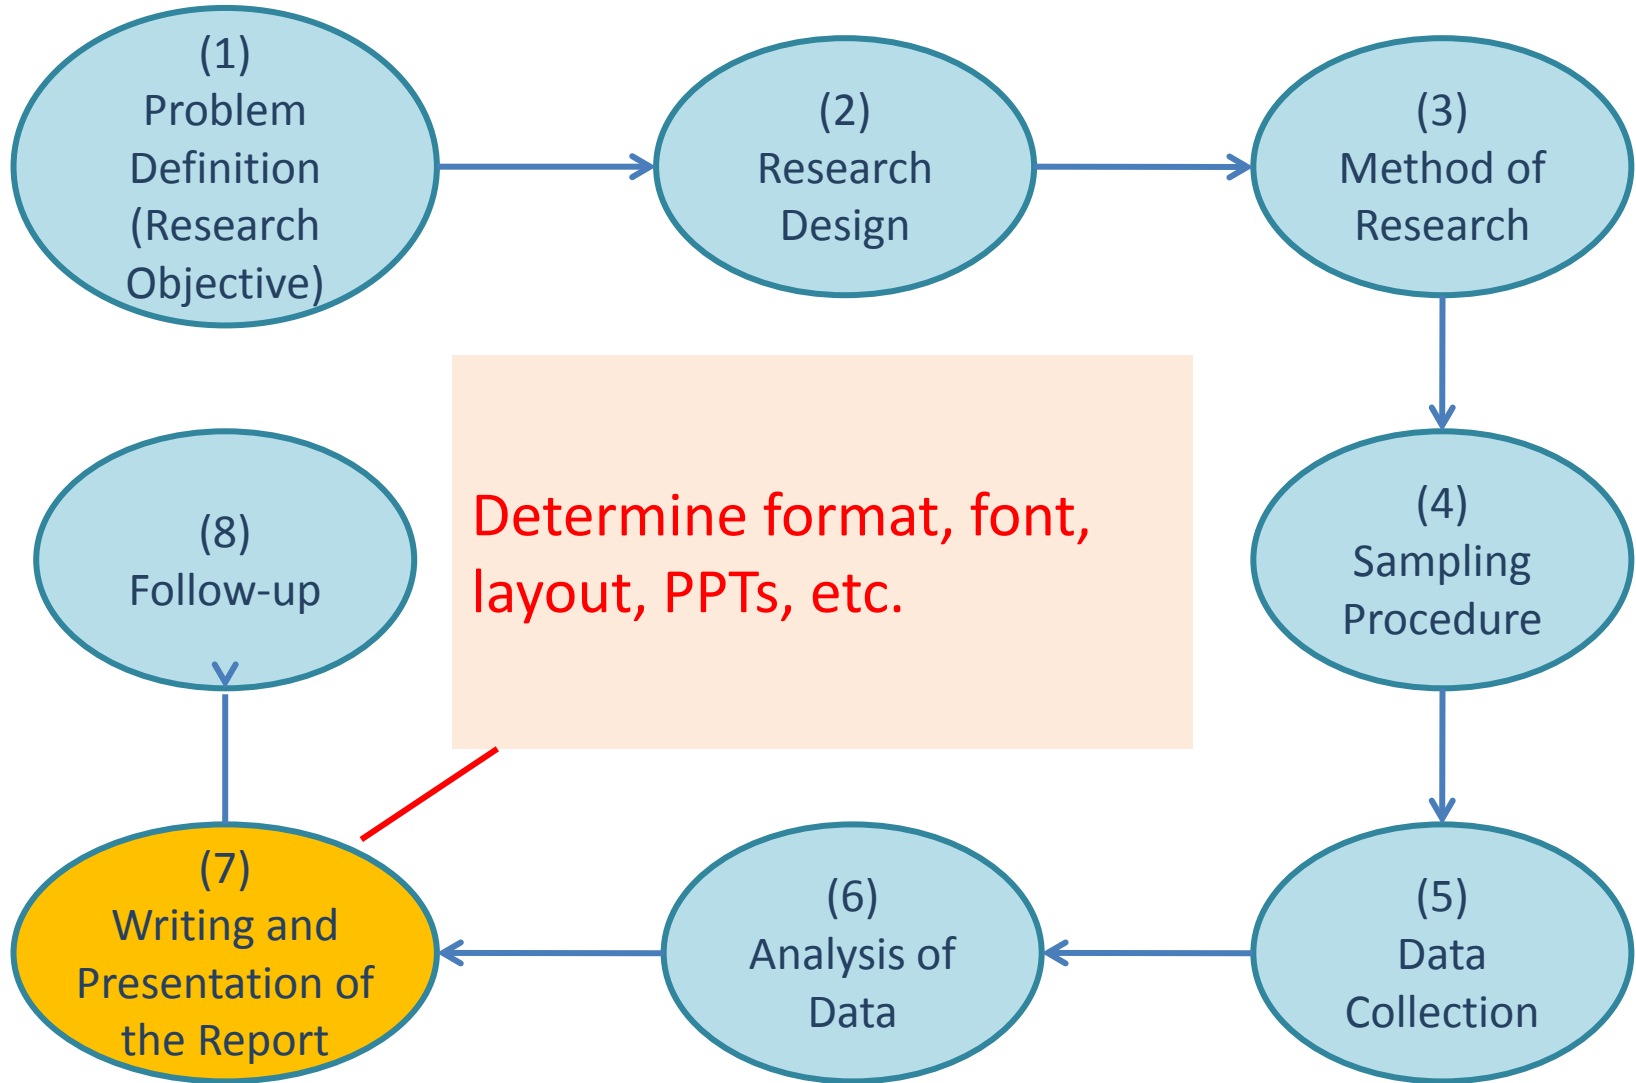 (1)
Problem
Definition
(Research
Objective)
(2)
Research
Design
(3)
Method of
Research
(4)
Sampling
Procedure
(5)
Data
Collection
(6)
Analysis of
Data
(7)
Writing and
Presentation of
the Report
(8)
Follow-up
Determine format, font,
layout, PPTs, etc.